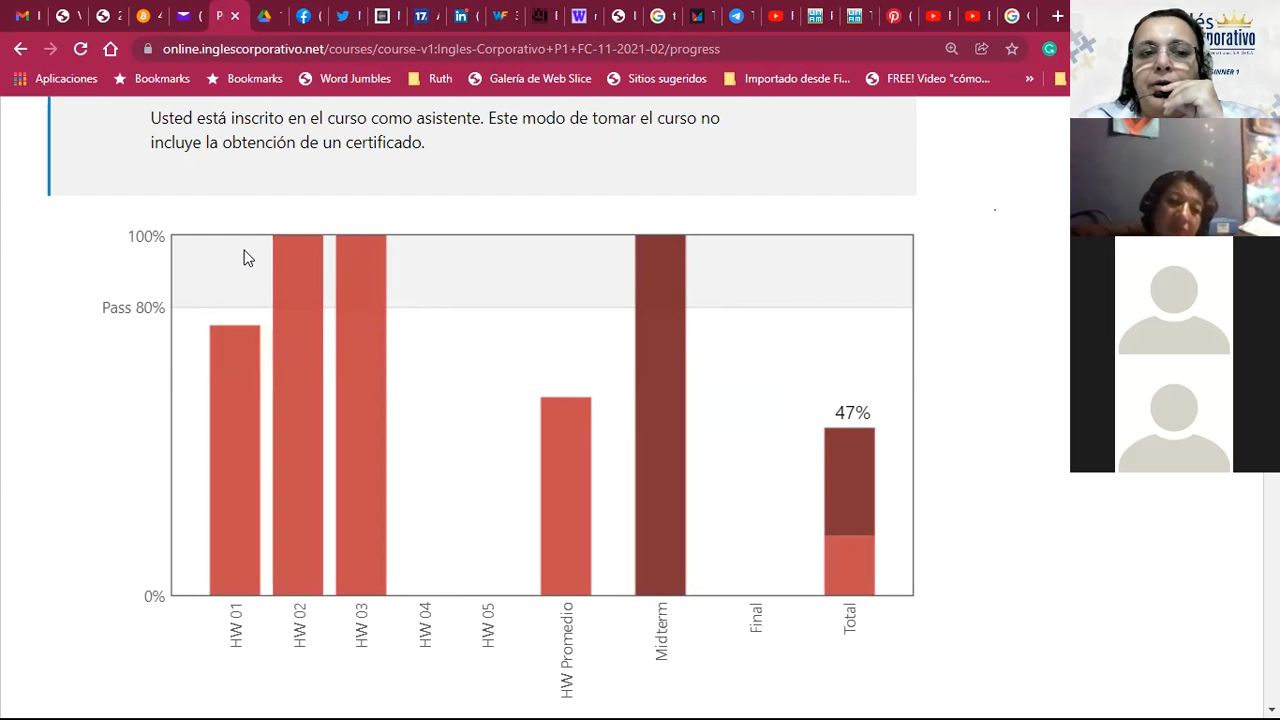 online.inglescorporativo.net/courses/course-v1:Ingles-Corporativo+P1+FC-11-2021-02/progress
Aplicaciones Bookmarks Bookmarks Word Jumbles Ruth Galería de Web Slice Sitios sugeridos Importado desde Fi... FREE! Video "cómo... »
Usted está inscrito en el curso como asistente. Este modo de tomar el curso no
incluye la obtención de un certificado.
100%
Pass 80%
0%
47%
HW 01
HW 02
HW 03
HW 04
HW 05
HW Promedio
Midterm
Final
Total